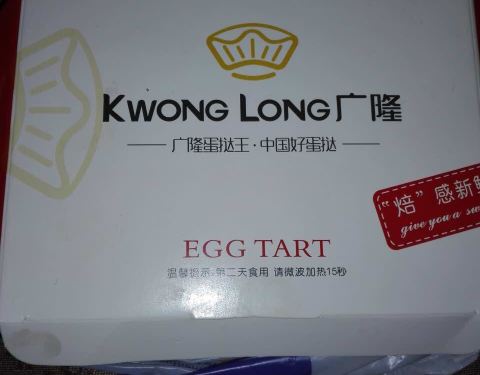 KWONG LONG广隆
广隆蛋挞王·中国好蛋挞
"焙"感新鲜
give you a sw
EGG TART
温馨提示:第二天食用 请微波加热15秒